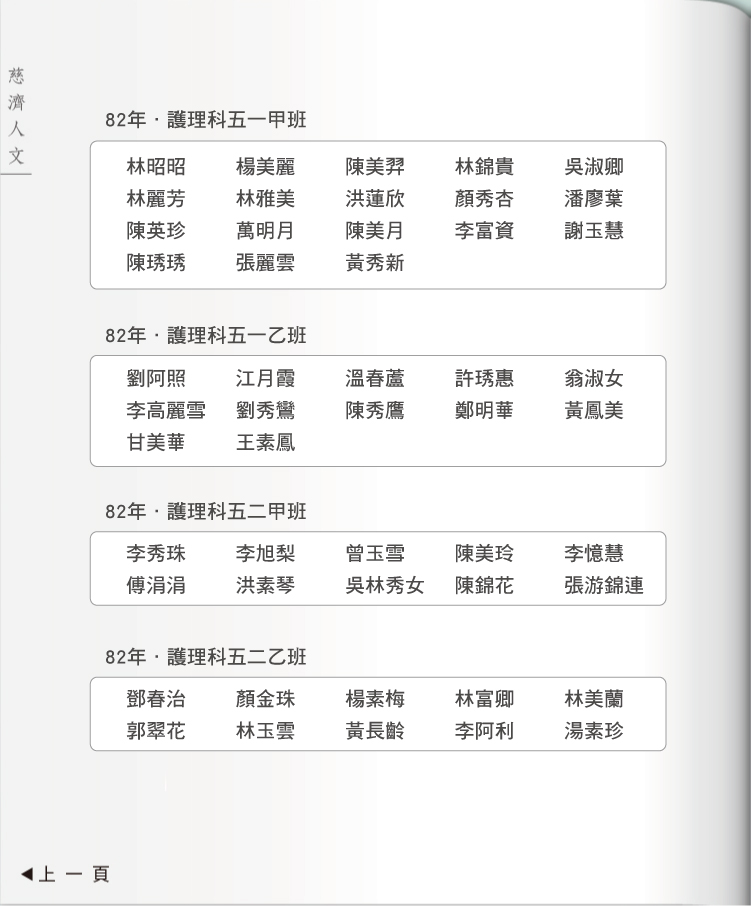 慈濟人文
82年·護理科五一甲班
林昭昭 楊美麗 陳美羿 林錦貴 吳淑卿
林麗芳 林雅美 洪蓮欣 顏秀杏 潘廖葉
陳英珍 萬明月 陳美月 李富資 謝玉慧
陳琇琇 張麗雲 黃秀新
82年·護理科五一乙班
劉阿照 江月霞 溫春蘆 許琇惠 翁淑女
李高麗雪 劉秀鸞 陳秀鷹 鄭明華 黃鳳美
甘美華 王素鳳
82年·護理科五二甲班
李秀珠 李旭梨 曾玉雪 陳美玲 李憶慧
傅涓涓 洪素琴 吳林秀女 陳錦花 張游錦連
82年·護理科五二乙班
鄧春治 顏金珠 楊素梅 林富卿 林美蘭
郭翠花 林玉雲 黃長齡 李阿利 湯素珍
◀上一頁